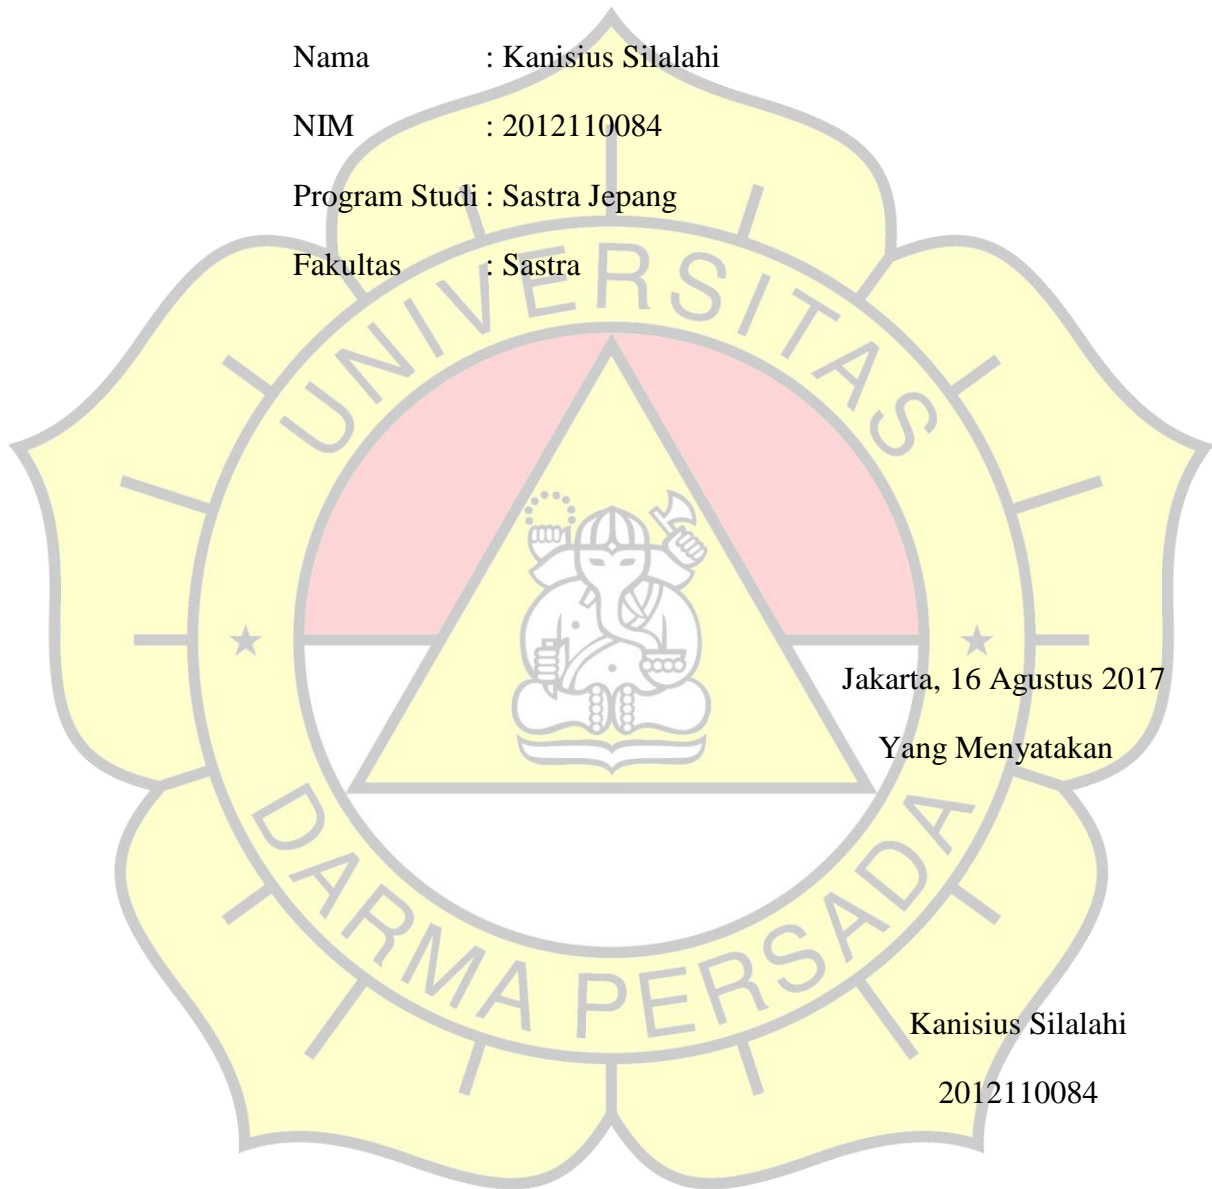 Nama : Kanisius Silalahi
NIM : 2012110084
Program Studi : Sastra Jepang
Fakultas : Sastra
UNIVERSITAS
Jakarta, 16 Agustus 2017
Yang Menyatakan
DARMA PERSADA
Kanisius Silalahi
2012110084